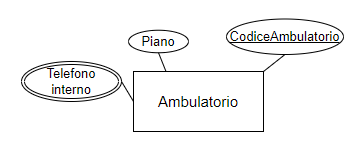 CodiceAmbulatorio
Piano
Telefono
interno
Ambulatorio